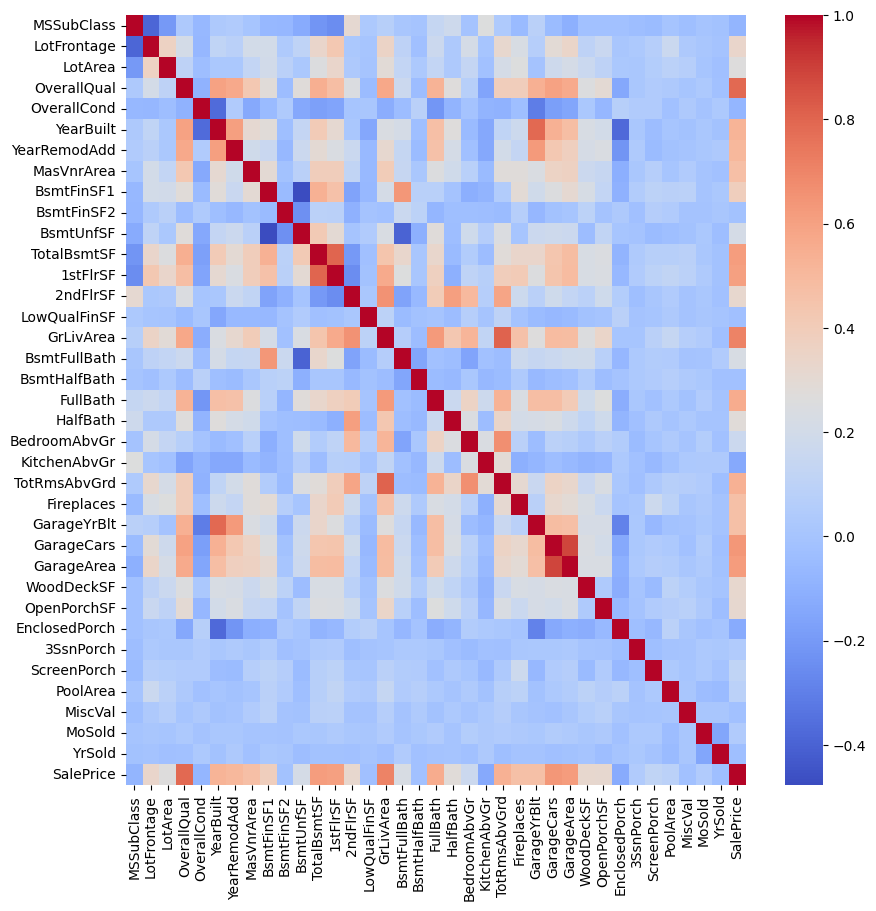 MSSubClass
LotFrontage
LotArea
OverallQual
OverallCond
YearBuilt
YearRemodAdd
MasVnrArea
BsmtFinSF1
BsmtFinSF2
BsmtUnfSF
TotalBsmtSF
1stFlrSF
2ndFlrSF
LowQualFinSF
GrLivArea
BsmtFullBath
BsmtHalfBath
FullBath
HalfBath
BedroomAbvGr
KitchenAbvGr
TotRmsAbvGrd
Fireplaces
GarageYrBlt
GarageCars
GarageArea
WoodDeckSF
OpenPorchSF
EnclosedPorch
3SsnPorch
ScreenPorch
PoolArea
MiscVal
MoSold
YrSold
SalePrice
MSSubClass
LotFrontage
LotArea
OverallQual
OverallCond
YearBuilt
YearRemodAdd
MasVnrArea
BsmtFinSF1
BsmtFinSF2
BsmtUnfSF
TotalBsmtSF
1stFlrSF
2ndFlrSF
LowQualFinSF
GrLivArea
BsmtFullBath
BsmtHalfBath
FullBath
HalfBath
BedroomAbvGr
KitchenAbvGr
TotRmsAbvGrd
Fireplaces
GarageYrBlt
GarageCars
GarageArea
WoodDeckSF
OpenPorchSF
EnclosedPorch
3SsnPorch
ScreenPorch
PoolArea
MiscVal
MoSold
YrSold
SalePrice
1.0
0.8
0.6
0.4
0.2
0.0
−0.2
−0.4